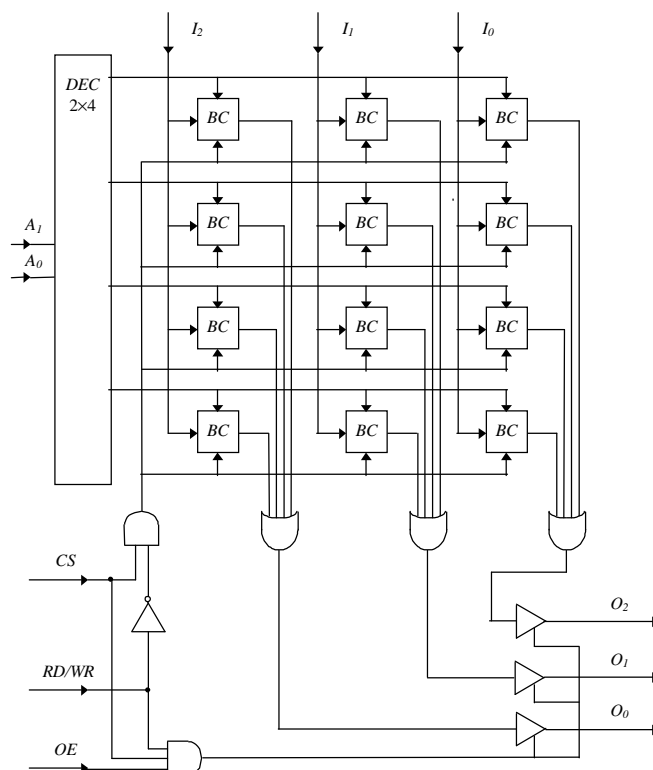 I2 I1 I0
DEC
2×4
BC BC BC
A1
BC BC BC
A0
BC BC BC
BC BC BC
CS
O2
RD/WR
O1
O0
OE